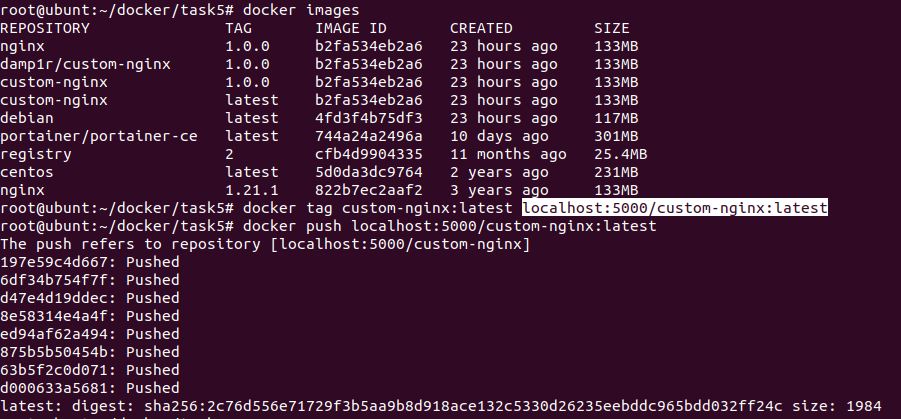 root@ubunt:~/docker/task5# docker images
REPOSITORY TAG IMAGE ID CREATED SIZE
nginx 1.0.0 b2fa534eb2a6 23 hours ago 133MB
damp1r/custom-nginx 1.0.0 b2fa534eb2a6 23 hours ago 133MB
custom-nginx 1.0.0 b2fa534eb2a6 23 hours ago 133MB
custom-nginx latest b2fa534eb2a6 23 hours ago 133MB
debian latest 4fd3f4b75df3 23 hours ago 117MB
portainer/portainer-ce latest 744a24a2496a 10 days ago 301MB
registry 2 cfb4d9904335 11 months ago 25.4MB
centos latest 5d0da3dc9764 2 years ago 231MB
nginx 1.21.1 822b7ec2aaf2 3 years ago 133MB
root@ubunt:~/docker/task5# docker tag custom-nginx:latest localhost:5000/custom-nginx:latest
root@ubunt:~/docker/task5# docker push localhost:5000/custom-nginx:latest
The push refers to repository [localhost:5000/custom-nginx]
197e59c4d667: Pushed
6df34b754f7f: Pushed
d47e4d19ddec: Pushed
8e58314e4a4f: Pushed
ed94af62a494: Pushed
875b5b50454b: Pushed
63b5f2c0d071: Pushed
d000633a5681: Pushed
latest: digest: sha256:2c76d556e71729f3b5aa9b8d918ace132c5330d26235eebddc965bdd032ff24c size: 1984